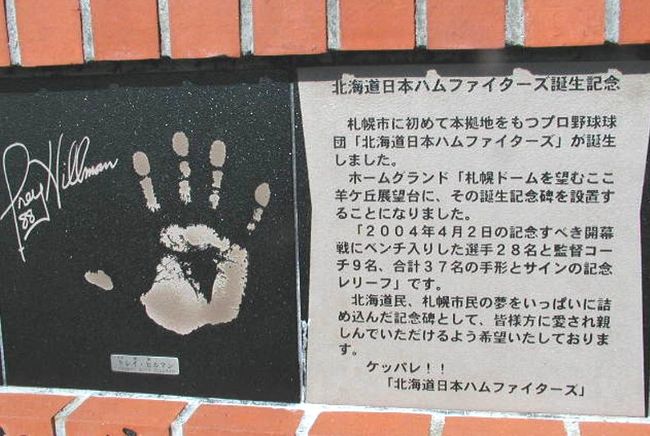 Trey Hillman
88
トレイ・ヒルマン
北海道日本ハムファイターズ誕生記念
札幌市に初めて本拠地をもつプロ野球球
団「北海道日本ハムファイターズ」が誕生
しました。
ホームグランド「札幌ドームを望むここ
羊ケ丘展望台に、その誕生記念碑を設置す
ることになりました。
「２００４年４月２日の記念すべき開幕
戦にベンチ入りした選手２８名と監督コー
チ９名、合計３７名の手形とサインの記念
レリーフ」です。
北海道民、札幌市民の夢をいっぱいに詰
め込んだ記念碑として、皆様方に愛され親
しんでいただけるよう希望いたしておりま
す。
ケッパレ！！
「北海道日本ハムファイターズ」